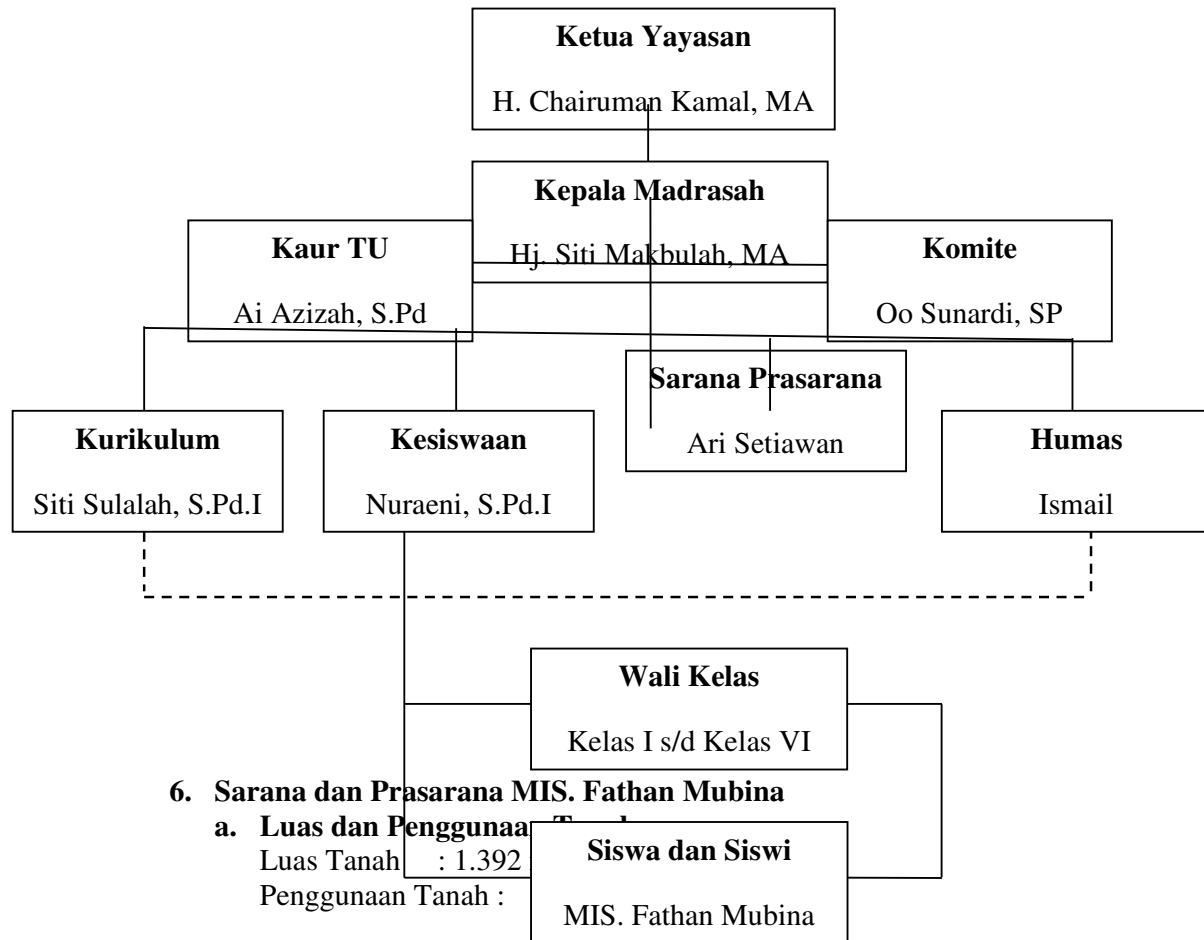 Ketua Yayasan
H. Chairuman Kamal, MA
Kepala Madrasah
Hj. Siti Makbulah, MA
Kaur TU
Ai Azizah, S.Pd
Komite
Oo Sunardi, SP
Sarana Prasarana
Ari Setiawan
Kurikulum
Siti Sulalah, S.Pd.I
Kesiswaan
Nuraeni, S.Pd.I
Humas
Ismail
Wali Kelas
Kelas I s/d Kelas VI
6. Sarana dan Prasarana MIS. Fathan Mubina
a. Luas dan Penggunaan
Luas Tanah : 1.392
Penggunaan Tanah :
Siswa dan Siswi
MIS. Fathan Mubina